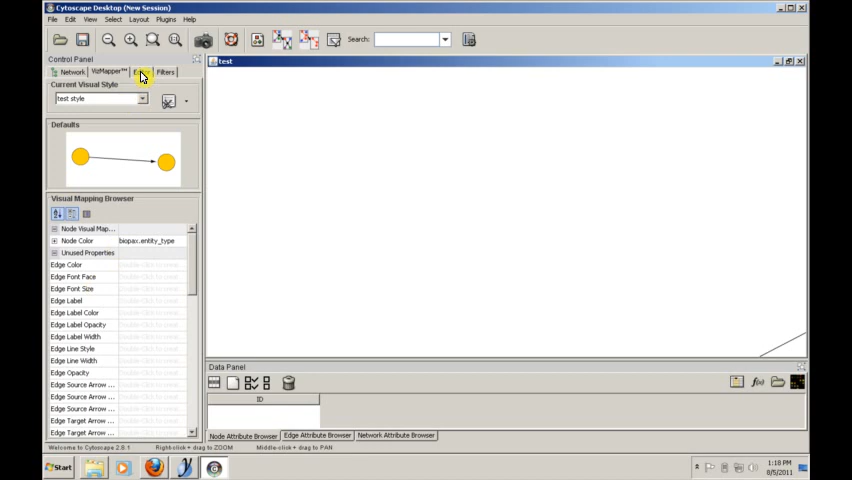 Cytoscape Desktop (New Session)
File Edit View Select Layout Plugins Help
Search:
Control Panel
Network VizMapper™ Filters
Current Visual Style
test style
Defaults
Visual Mapping Browser
Node Visual Map...
Node Color biopax.entity_type
Unused Properties
Edge Color
Edge Font Face
Edge Font Size
Edge Label
Edge Label Color
Edge Label Opacity
Edge Label Width
Edge Line Style
Edge Line Width
Edge Opacity
Edge Source Arrow ...
Edge Source Arrow ...
Edge Source Arrow ...
Edge Target Arrow ...
Edge Target Arrow ...
test
Data Panel
f(x)
ID
Node Attribute Browser Edge Attribute Browser Network Attribute Browser
Welcome to Cytoscape 2.8.1 Right-click + drag to ZOOM Middle-click + drag to PAN
Start
1:18 PM
8/5/2011